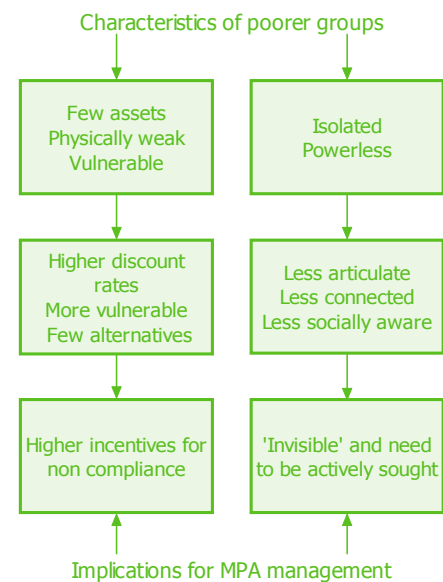 Characteristics of poorer groups
Few assets
Physically weak
Vulnerable
Isolated
Powerless
Higher discount
rates
More vulnerable
Few alternatives
Less articulate
Less connected
Less socially aware
Higher incentives for
non compliance
'Invisible' and need
to be actively sought
Implications for MPA management